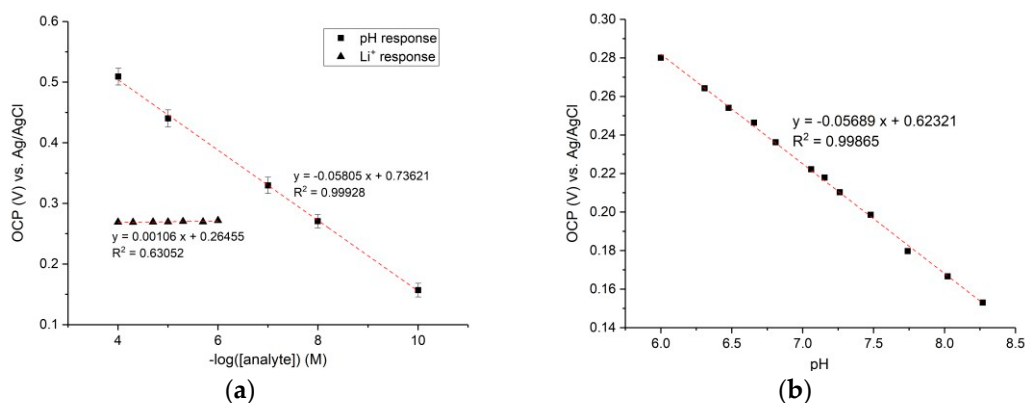 0.6
0.5
0.4
0.3
0.2
0.1
OCP (V) vs. Ag/AgCl
pH response
Li⁺ response
y = -0.05805 x + 0.73621
R² = 0.99928
y = 0.00106 x + 0.26455
R² = 0.63052
4 6 8 10
-log([analyte]) (M)
(a)
0.30
0.28
0.26
0.24
0.22
0.20
0.18
0.16
0.14
OCP (V) vs. Ag/AgCl
y = -0.05689 x + 0.62321
R² = 0.99865
6.0 6.5 7.0 7.5 8.0 8.5
pH
(b)